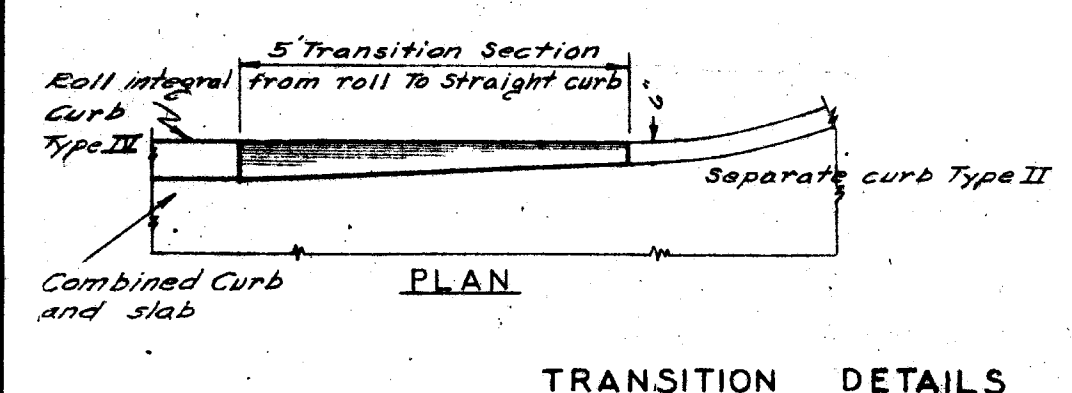 5' Transition Section
Roll integral from roll To Straight curb
Curb
Type IV
Separate curb Type II
Combined Curb
and slab
PLAN
TRANSITION DETAILS